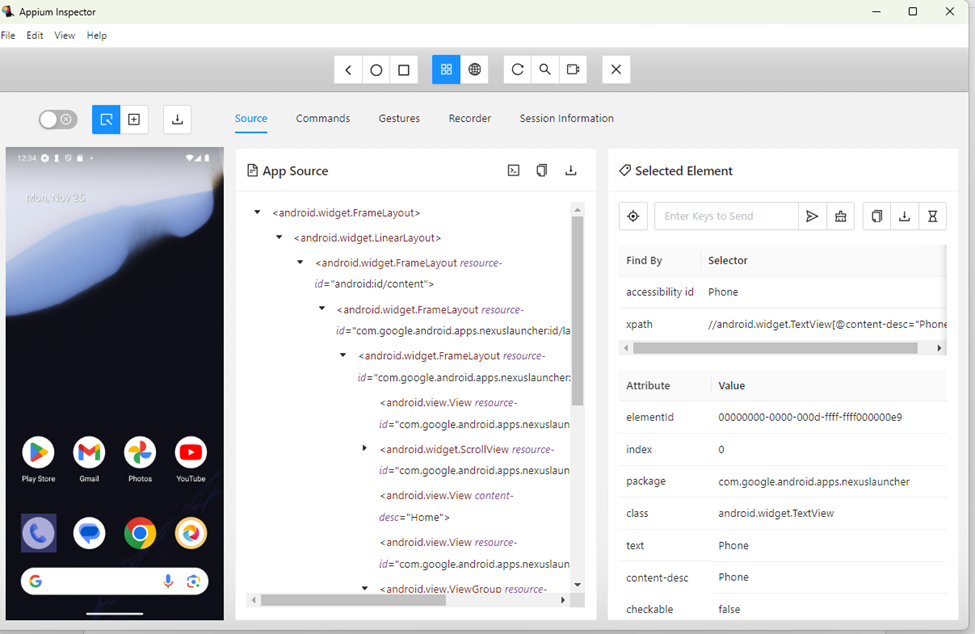 Appium Inspector
File Edit View Help
Source Commands Gestures Recorder Session Information
12:34
Mon, Nov 25
Play Store Gmail Photos YouTube
App Source
<android.widget.FrameLayout>
<android.widget.LinearLayout>
<android.widget.FrameLayout resource-
id="android:id/content">
<android.widget.FrameLayout resource-
id="com.google.android.apps.nexuslauncher:id/la
<android.widget.FrameLayout resource-
id="com.google.android.apps.nexuslauncher:
<android.view.View resource-
id="com.google.android.apps.nexuslaun
<android.widget.ScrollView resource-
id="com.google.android.apps.nexuslaun
<android.view.View content-
desc="Home">
<android.view.View resource-
id="com.google.android.apps.nexuslaun
<android.view.ViewGroup resource-
Selected Element
Enter Keys to Send
Find By Selector
accessibility id Phone
xpath //android.widget.TextView[@content-desc="Phone
Attribute Value
elementId 00000000-0000-000d-ffff-ffff000000e9
index 0
package com.google.android.apps.nexuslauncher
class android.widget.TextView
text Phone
content-desc Phone
checkable false